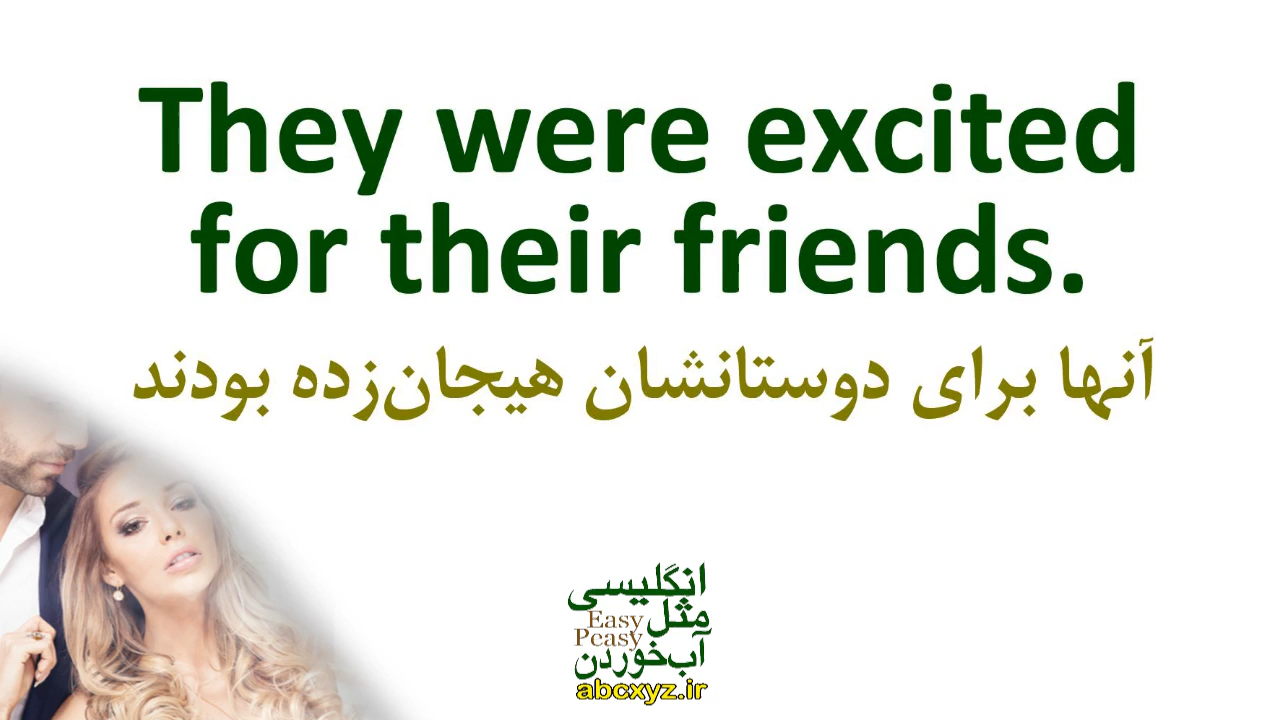 They were excited
for their friends.
آنها برای دوستانشان هیجان‌زده بودند
انگلیسی
مثل
Easy
Peasy
آب‌خوردن
abcxyz.ir